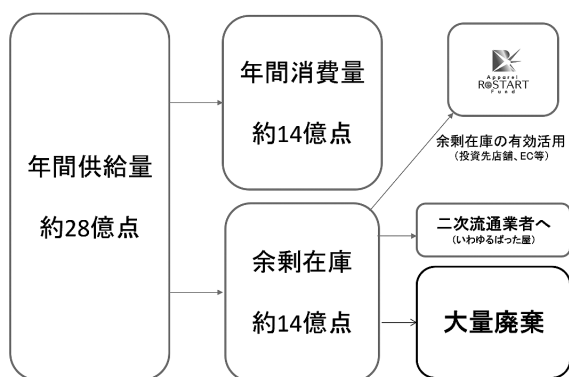 年間供給量
約28億点
年間消費量
約14億点
余剰在庫
約14億点
Apparel
R@START
Fund
余剰在庫の有効活用
(投資先店舗、EC等)
二次流通業者へ
(いわゆるばった屋)
大量廃棄